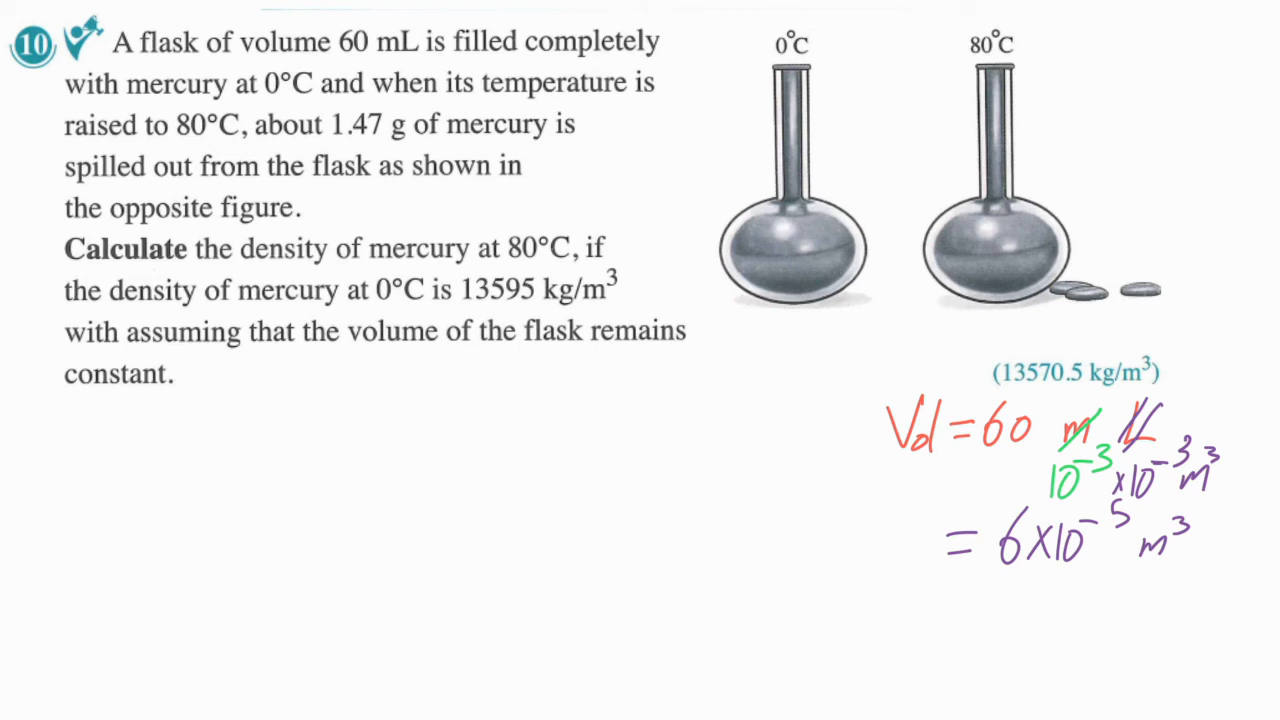 10 A flask of volume 60 mL is filled completely
with mercury at 0°C and when its temperature is
raised to 80°C, about 1.47 g of mercury is
spilled out from the flask as shown in
the opposite figure.
Calculate the density of mercury at 80°C, if
the density of mercury at 0°C is 13595 kg/m³
with assuming that the volume of the flask remains
constant.
0°C 80°C
(13570.5 kg/m³)
Vol = 60 m L
10⁻³ ×10⁻³ m³
= 6×10⁻⁵ m³